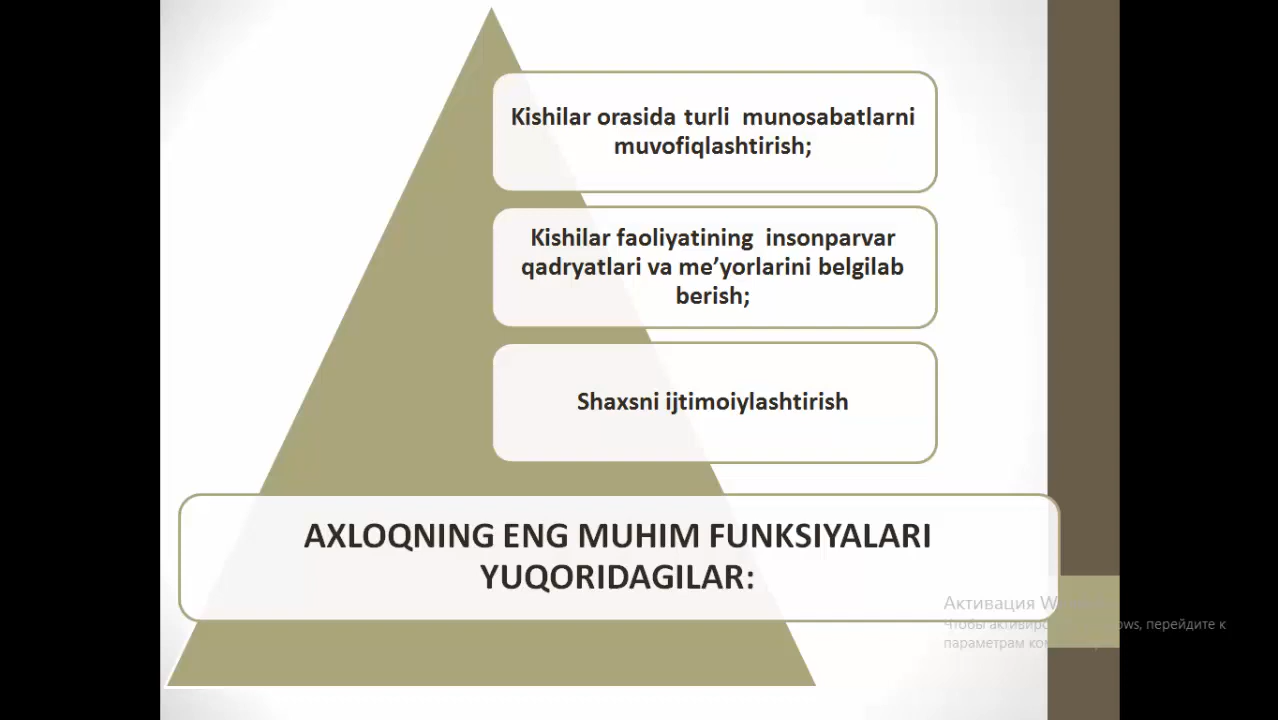 Kishilar orasida turli munosabatlarni
muvofiqlashtirish;
Kishilar faoliyatining insonparvar
qadryatlari va me’yorlarini belgilab
berish;
Shaxsni ijtimoiylashtirish
AXLOQNING ENG MUHIM FUNKSIYALARI
YUQORIDAGILAR:
Активация
Чтобы перейдите к
параметрам